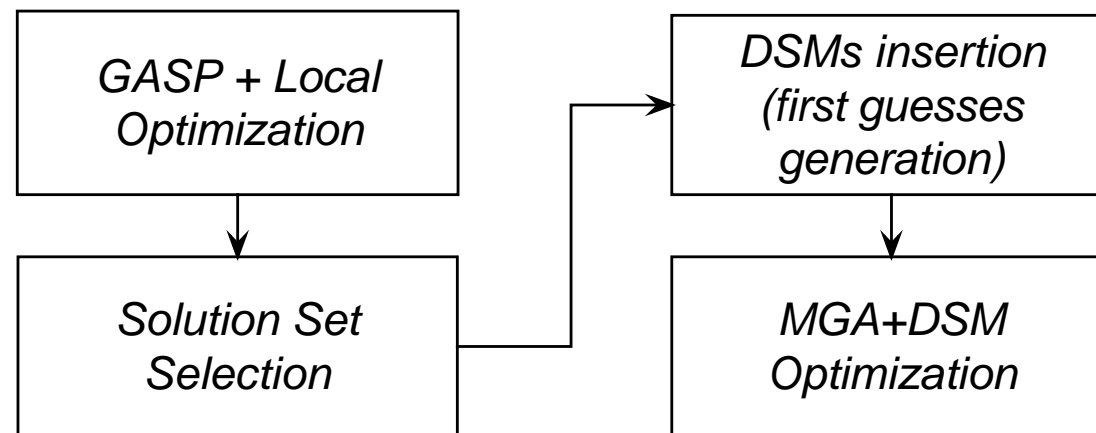 GASP + Local
Optimization
Solution Set
Selection
DSMs insertion
(first guesses
generation)
MGA+DSM
Optimization